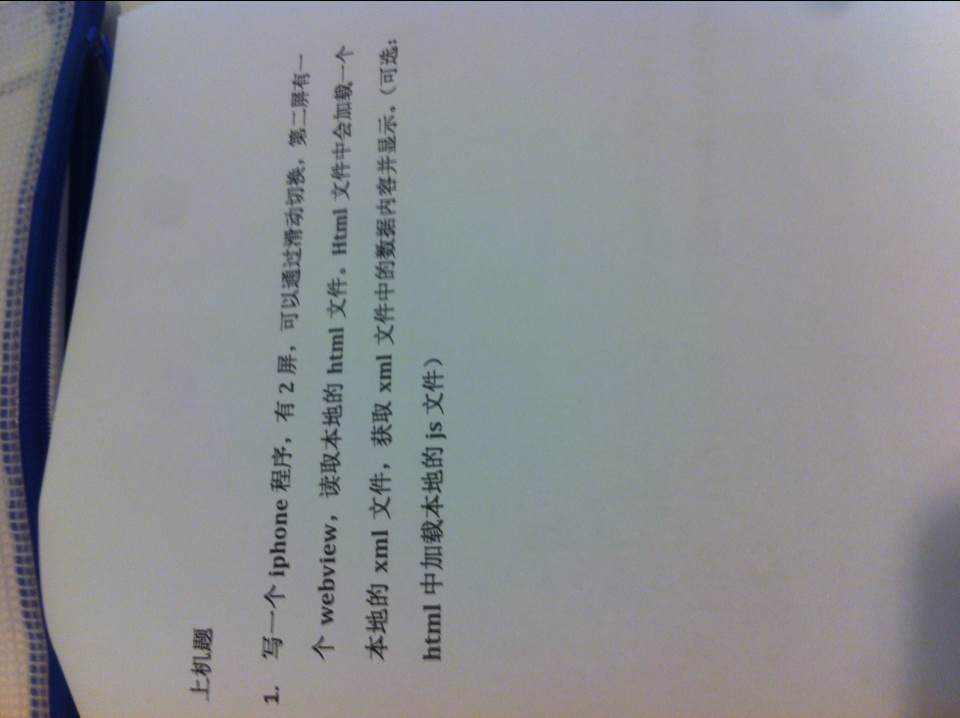 上机题
1. 写一个 iphone 程序，有 2 屏，可以通过滑动切换，第二屏有一
个 webview，读取本地的 html 文件。Html 文件中会加载一个
本地的 xml 文件，获取 xml 文件中的数据内容并显示。（可选：
html 中加载本地的 js 文件）